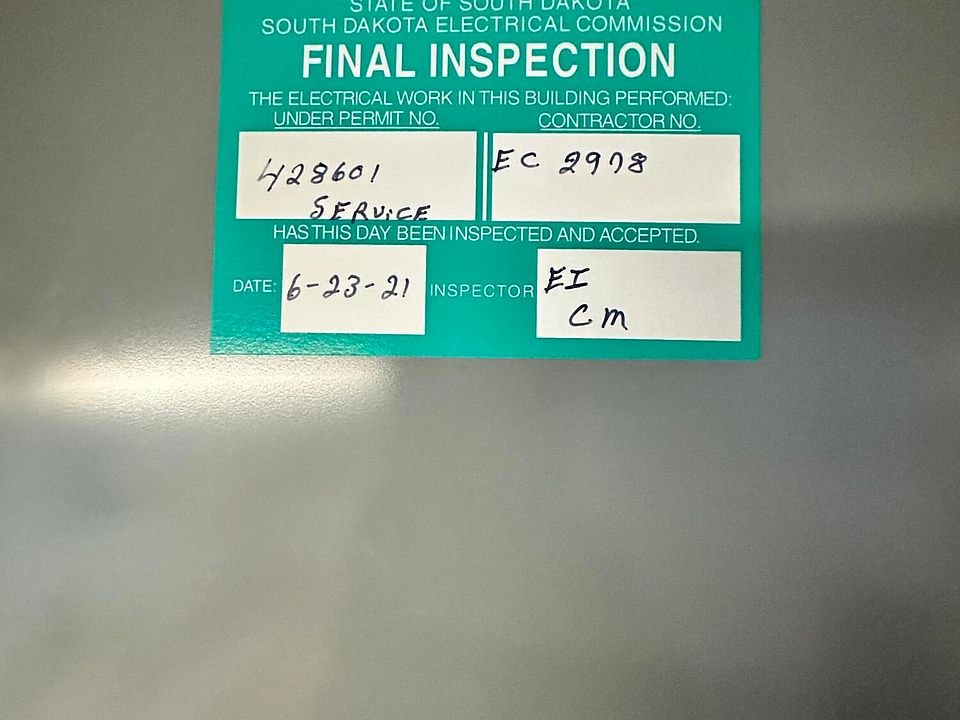 STATE OF SOUTH DAKOTA
SOUTH DAKOTA ELECTRICAL COMMISSION
FINAL INSPECTION
THE ELECTRICAL WORK IN THIS BUILDING PERFORMED:
UNDER PERMIT NO. CONTRACTOR NO.
428601 EC 2978
SERVICE
HAS THIS DAY BEEN INSPECTED AND ACCEPTED.
DATE: 6-23-21 INSPECTOR EI
CM